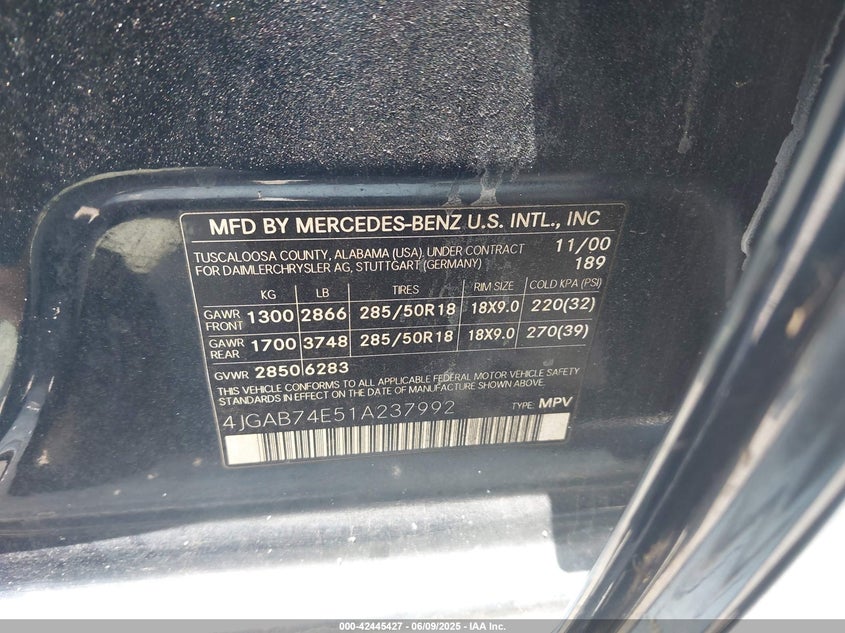 MFD BY MERCEDES-BENZ U.S. INTL., INC
TUSCALOOSA COUNTY, ALABAMA (USA), UNDER CONTRACT 11/00
FOR DAIMLERCHRYSLER AG, STUTTGART (GERMANY) 189
KG LB TIRES RIM SIZE COLD KPA (PSI)
GAWR FRONT 1300 2866 285/50R18 18X9.0 220(32)
GAWR REAR 1700 3748 285/50R18 18X9.0 270(39)
GVWR 2850 6283
THIS VEHICLE CONFORMS TO ALL APPLICABLE FEDERAL MOTOR VEHICLE SAFETY
STANDARDS IN EFFECT ON THE DATE OF MANUFACTURE SHOWN ABOVE.
4JGAB74E51A237992 TYPE: MPV
000-42445427 - 06/09/2025 - IAA Inc.